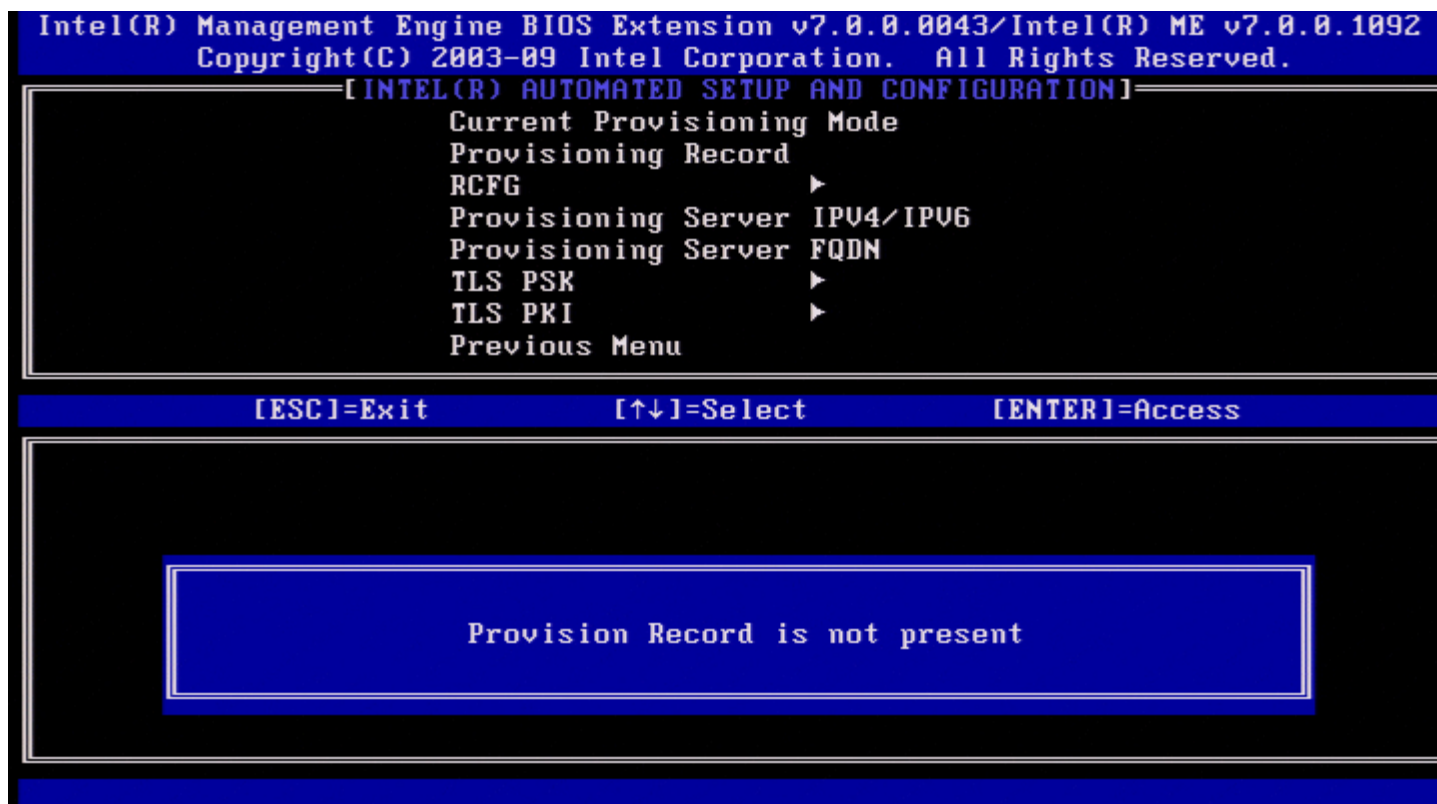 Intel(R) Management Engine BIOS Extension v7.0.0.0043/Intel(R) ME v7.0.0.1092
Copyright(C) 2003-09 Intel Corporation. All Rights Reserved.
[INTEL(R) AUTOMATED SETUP AND CONFIGURATION]
Current Provisioning Mode
Provisioning Record
RCFG ►
Provisioning Server IPV4/IPV6
Provisioning Server FQDN
TLS PSK ►
TLS PKI ►
Previous Menu
[ESC]=Exit [↑↓]=Select [ENTER]=Access
Provision Record is not present